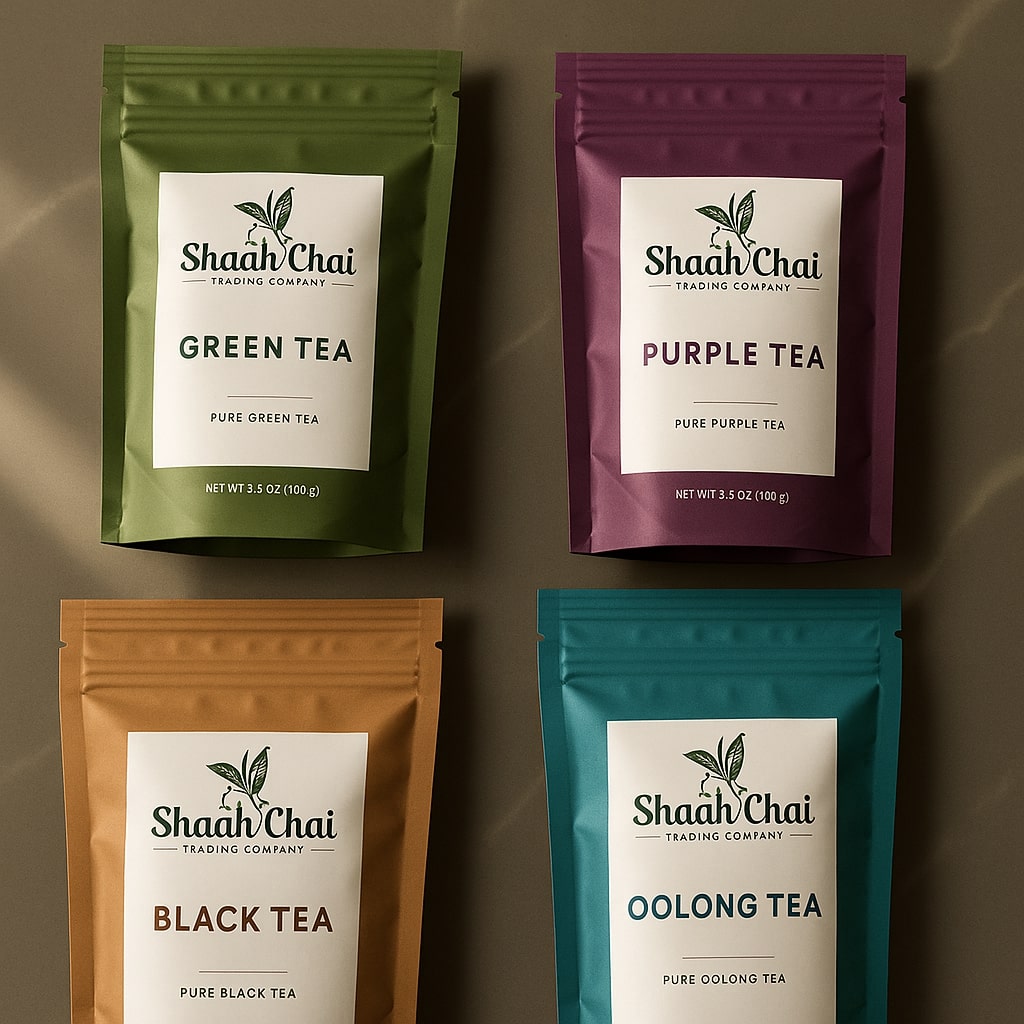 Shaah Chai
TRADING COMPANY
GREEN TEA
PURE GREEN TEA
NET WT 3.5 OZ (100.g)
Shaah Chai
TRADING COMPANY
PURPLE TEA
PURE PURPLE TEA
NET WIT 3.5 OZ (100 g)
Shaah Chai
TRADING COMPANY
BLACK TEA
PURE BLACK TEA
Shaah Chai
TRADING COMPANY
OOLONG TEA
PURE OOLONG TEA